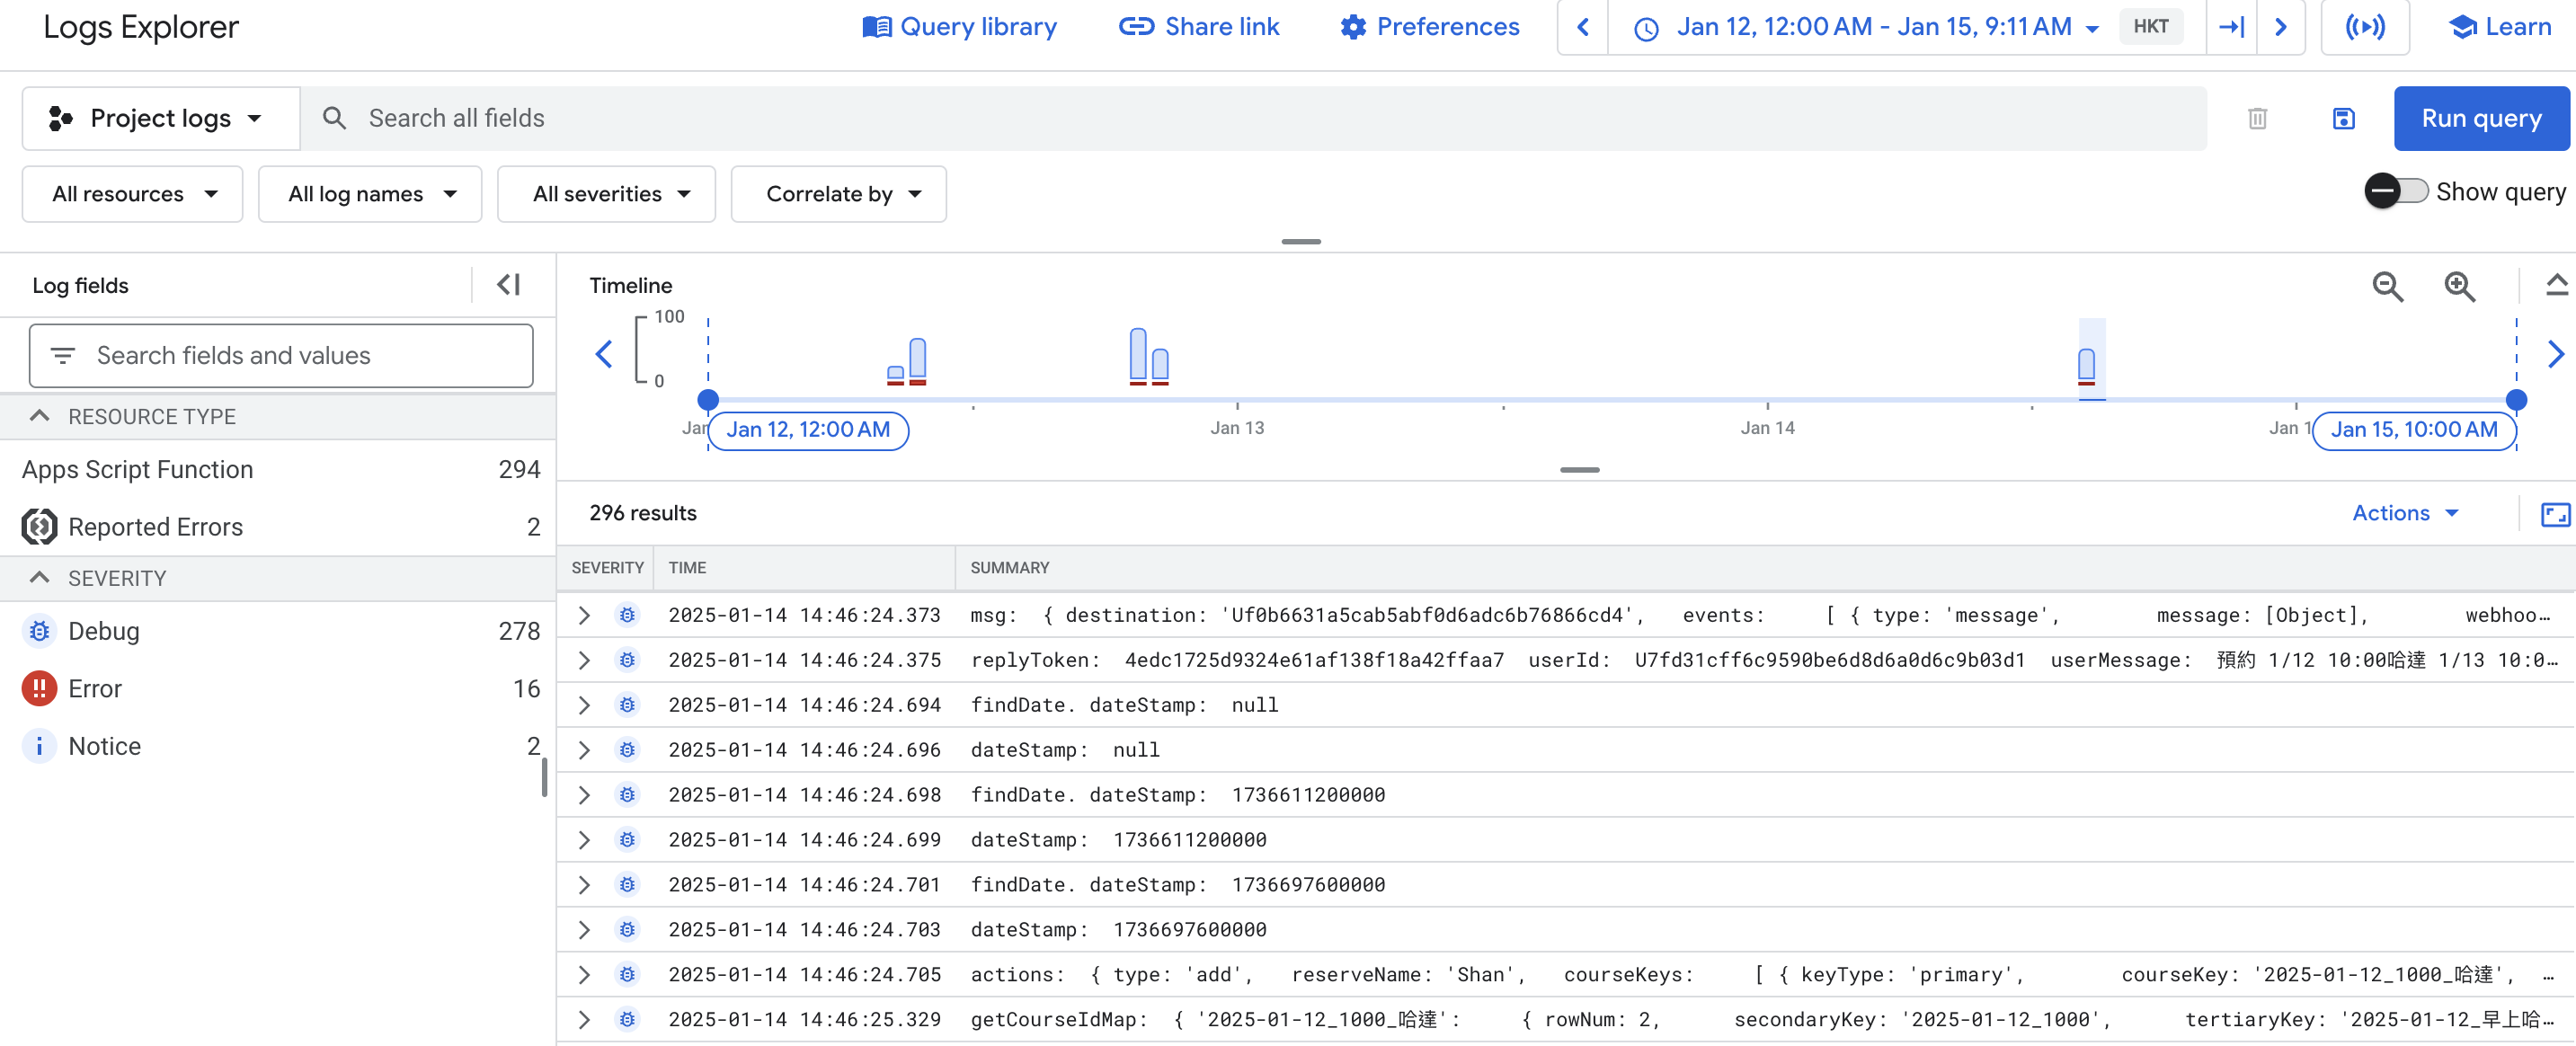 Logs Explorer
Query library
Share link
Preferences
Jan 12, 12:00 AM - Jan 15, 9:11 AM
HKT
Learn
Project logs
Search all fields
Run query
All resources
All log names
All severities
Correlate by
Show query
Log fields
Search fields and values
RESOURCE TYPE
Apps Script Function 294
Reported Errors 2
SEVERITY
Debug 278
Error 16
Notice 2
Timeline
100
0
Jan
Jan 12, 12:00 AM
Jan 13
Jan 14
Jan 1
Jan 15, 10:00 AM
296 results
Actions
SEVERITY TIME SUMMARY
2025-01-14 14:46:24.373 msg: { destination: 'Uf0b6631a5cab5abf0d6adc6b76866cd4', events: [ { type: 'message', message: [Object], webhoo…
2025-01-14 14:46:24.375 replyToken: 4edc1725d9324e61af138f18a42ffaa7 userId: U7fd31cff6c9590be6d8d6a0d6c9b03d1 userMessage: 預約 1/12 10:00哈達 1/13 10:0…
2025-01-14 14:46:24.694 findDate. dateStamp: null
2025-01-14 14:46:24.696 dateStamp: null
2025-01-14 14:46:24.698 findDate. dateStamp: 1736611200000
2025-01-14 14:46:24.699 dateStamp: 1736611200000
2025-01-14 14:46:24.701 findDate. dateStamp: 1736697600000
2025-01-14 14:46:24.703 dateStamp: 1736697600000
2025-01-14 14:46:24.705 actions: { type: 'add', reserveName: 'Shan', courseKeys: [ { keyType: 'primary', courseKey: '2025-01-12_1000_哈達', …
2025-01-14 14:46:25.329 getCourseIdMap: { '2025-01-12_1000_哈達': { rowNum: 2, secondaryKey: '2025-01-12_1000', tertiaryKey: '2025-01-12_早上哈…